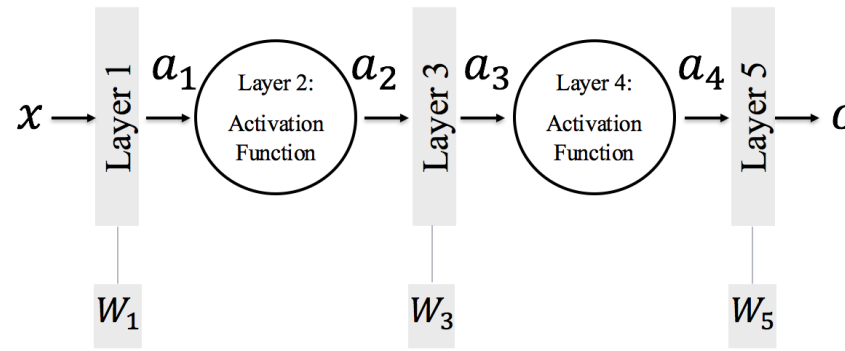 x
Layer 1
a₁
Layer 2:
Activation
Function
a₂
Layer 3
a₃
Layer 4:
Activation
Function
a₄
Layer 5
W₁
W₃
W₅